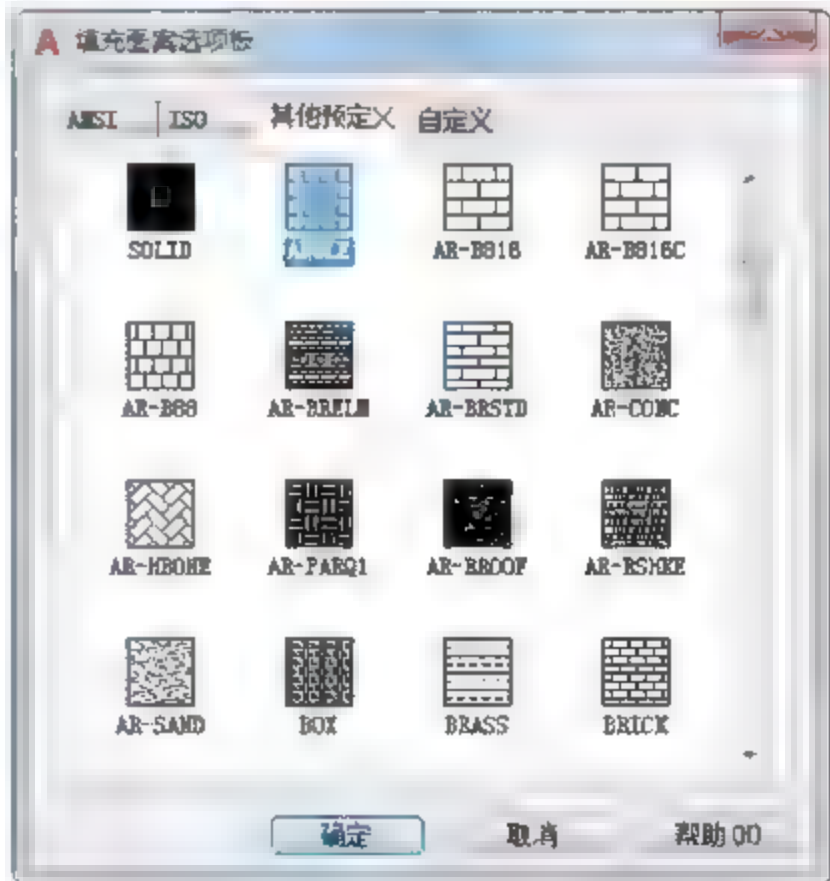 填充图案选项板
ANSI ISO 其他预定义 自定义
SOLID AR-B816 AR-B816C
AR-B88 AR-BRELM AR-BRSTD AR-CONC
AR-HBONE AR-PARQ1 AR-RROOF AR-RSHKE
AR-SAND BOX BRASS BRICK
确定 取消 帮助(H)